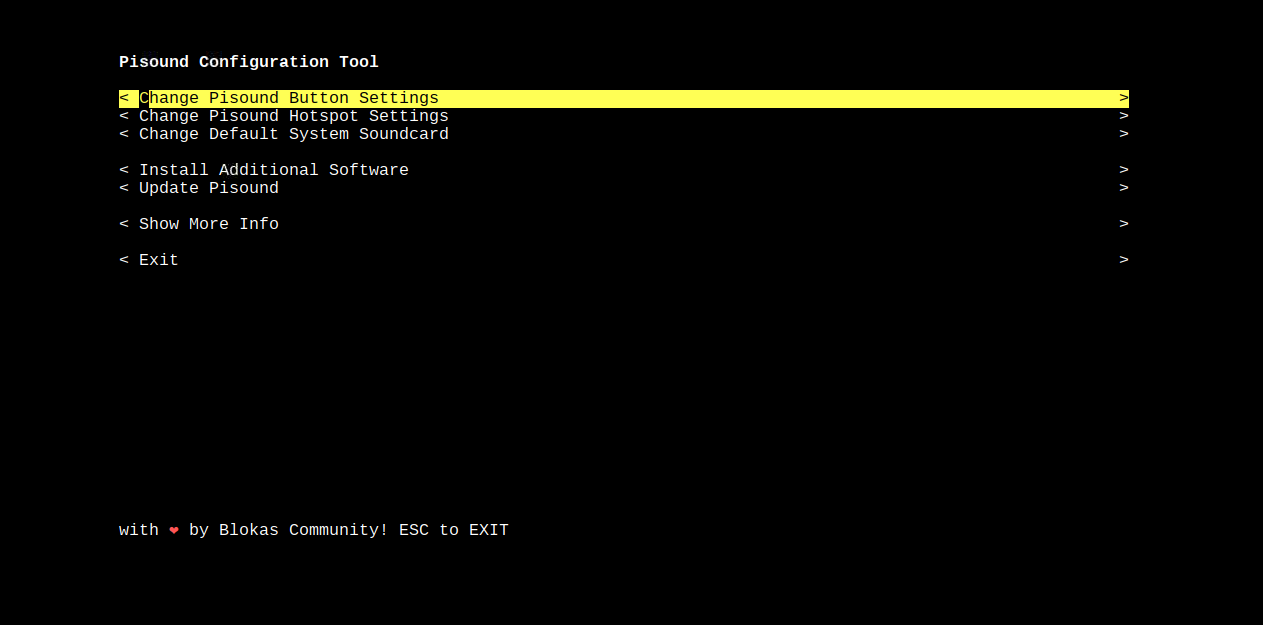 Pisound Configuration Tool
< Change Pisound Button Settings >
< Change Pisound Hotspot Settings >
< Change Default System Soundcard >
< Install Additional Software >
< Update Pisound >
< Show More Info >
< Exit >
with ❤ by Blokas Community! ESC to EXIT